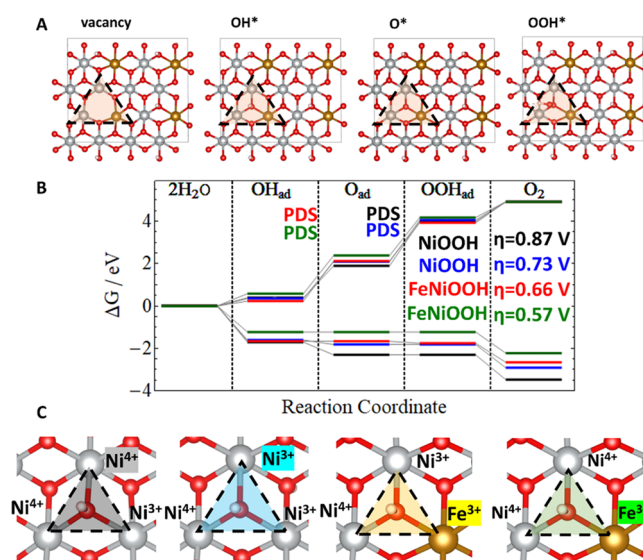 vacancy OH* O* OOH*
A
B
2H₂O OHad Oad OOHad O₂
4
PDS PDS
PDS PDS
NiOOH η=0.87 V
NiOOH η=0.73 V
FeNiOOH η=0.66 V
FeNiOOH η=0.57 V
2
0
−2
−4
ΔG / eV
Reaction Coordinate
C
Ni⁴⁺ Ni³⁺ Ni³⁺ Ni⁴⁺
Ni⁴⁺ Ni³⁺ Ni⁴⁺ Ni³⁺ Ni⁴⁺ Fe³⁺ Ni⁴⁺ Fe³